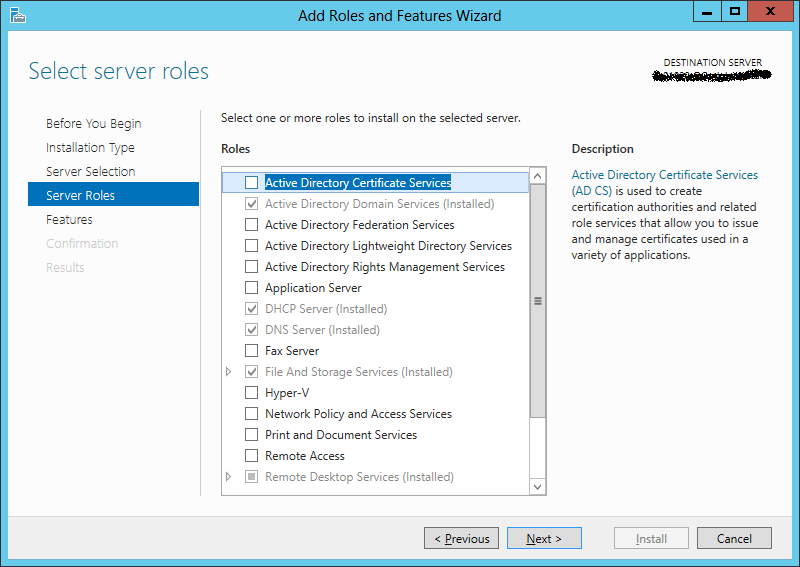 Add Roles and Features Wizard
Select server roles
DESTINATION SERVER
Before You Begin
Installation Type
Server Selection
Server Roles
Features
Confirmation
Results
Select one or more roles to install on the selected server.
Roles
Active Directory Certificate Services
Active Directory Domain Services (Installed)
Active Directory Federation Services
Active Directory Lightweight Directory Services
Active Directory Rights Management Services
Application Server
DHCP Server (Installed)
DNS Server (Installed)
Fax Server
File And Storage Services (Installed)
Hyper-V
Network Policy and Access Services
Print and Document Services
Remote Access
Remote Desktop Services (Installed)
Description
Active Directory Certificate Services
(AD CS) is used to create
certification authorities and related
role services that allow you to issue
and manage certificates used in a
variety of applications.
< Previous
Next >
Install
Cancel